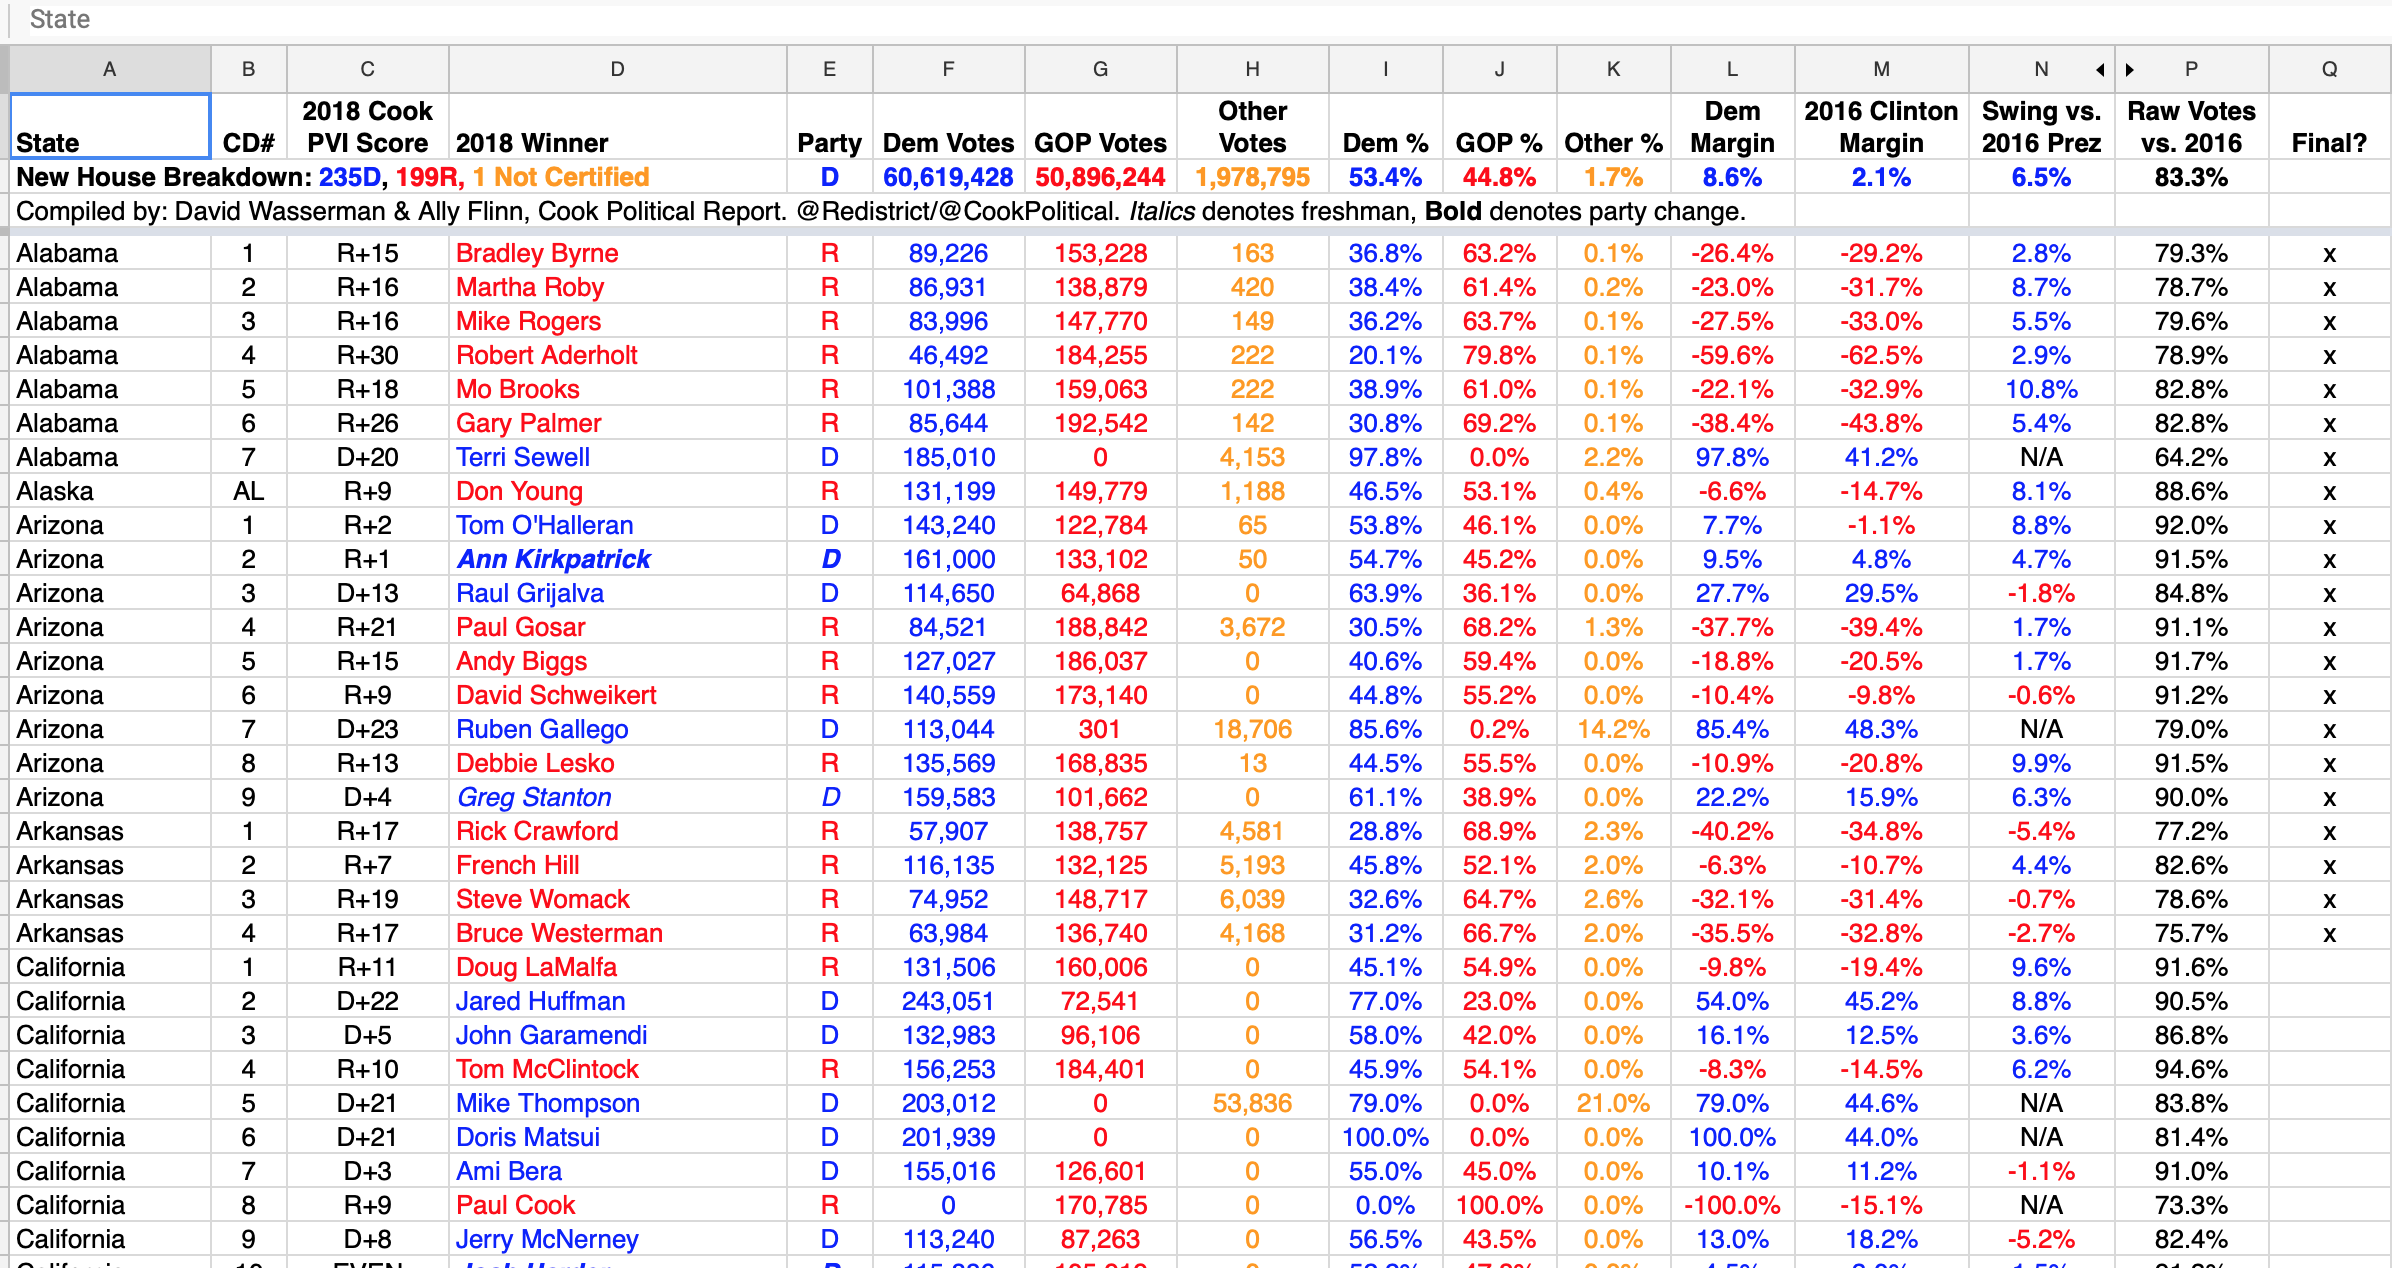 State
A B C D E F G H I J K L M N P Q
State CD# 2018 Cook PVI Score 2018 Winner Party Dem Votes GOP Votes Other Votes Dem % GOP % Other % Dem Margin 2016 Clinton Margin Swing vs. 2016 Prez Raw Votes vs. 2016 Final?
New House Breakdown: 235D, 199R, 1 Not Certified D 60,619,428 50,896,244 1,978,795 53.4% 44.8% 1.7% 8.6% 2.1% 6.5% 83.3%
Compiled by: David Wasserman & Ally Flinn, Cook Political Report. @Redistrict/@CookPolitical. Italics denotes freshman, Bold denotes party change.
Alabama 1 R+15 Bradley Byrne R 89,226 153,228 163 36.8% 63.2% 0.1% -26.4% -29.2% 2.8% 79.3% x
Alabama 2 R+16 Martha Roby R 86,931 138,879 420 38.4% 61.4% 0.2% -23.0% -31.7% 8.7% 78.7% x
Alabama 3 R+16 Mike Rogers R 83,996 147,770 149 36.2% 63.7% 0.1% -27.5% -33.0% 5.5% 79.6% x
Alabama 4 R+30 Robert Aderholt R 46,492 184,255 222 20.1% 79.8% 0.1% -59.6% -62.5% 2.9% 78.9% x
Alabama 5 R+18 Mo Brooks R 101,388 159,063 222 38.9% 61.0% 0.1% -22.1% -32.9% 10.8% 82.8% x
Alabama 6 R+26 Gary Palmer R 85,644 192,542 142 30.8% 69.2% 0.1% -38.4% -43.8% 5.4% 82.8% x
Alabama 7 D+20 Terri Sewell D 185,010 0 4,153 97.8% 0.0% 2.2% 97.8% 41.2% N/A 64.2% x
Alaska AL R+9 Don Young R 131,199 149,779 1,188 46.5% 53.1% 0.4% -6.6% -14.7% 8.1% 88.6% x
Arizona 1 R+2 Tom O'Halleran D 143,240 122,784 65 53.8% 46.1% 0.0% 7.7% -1.1% 8.8% 92.0% x
Arizona 2 R+1 Ann Kirkpatrick D 161,000 133,102 50 54.7% 45.2% 0.0% 9.5% 4.8% 4.7% 91.5% x
Arizona 3 D+13 Raul Grijalva D 114,650 64,868 0 63.9% 36.1% 0.0% 27.7% 29.5% -1.8% 84.8% x
Arizona 4 R+21 Paul Gosar R 84,521 188,842 3,672 30.5% 68.2% 1.3% -37.7% -39.4% 1.7% 91.1% x
Arizona 5 R+15 Andy Biggs R 127,027 186,037 0 40.6% 59.4% 0.0% -18.8% -20.5% 1.7% 91.7% x
Arizona 6 R+9 David Schweikert R 140,559 173,140 0 44.8% 55.2% 0.0% -10.4% -9.8% -0.6% 91.2% x
Arizona 7 D+23 Ruben Gallego D 113,044 301 18,706 85.6% 0.2% 14.2% 85.4% 48.3% N/A 79.0% x
Arizona 8 R+13 Debbie Lesko R 135,569 168,835 13 44.5% 55.5% 0.0% -10.9% -20.8% 9.9% 91.5% x
Arizona 9 D+4 Greg Stanton D 159,583 101,662 0 61.1% 38.9% 0.0% 22.2% 15.9% 6.3% 90.0% x
Arkansas 1 R+17 Rick Crawford R 57,907 138,757 4,581 28.8% 68.9% 2.3% -40.2% -34.8% -5.4% 77.2% x
Arkansas 2 R+7 French Hill R 116,135 132,125 5,193 45.8% 52.1% 2.0% -6.3% -10.7% 4.4% 82.6% x
Arkansas 3 R+19 Steve Womack R 74,952 148,717 6,039 32.6% 64.7% 2.6% -32.1% -31.4% -0.7% 78.6% x
Arkansas 4 R+17 Bruce Westerman R 63,984 136,740 4,168 31.2% 66.7% 2.0% -35.5% -32.8% -2.7% 75.7% x
California 1 R+11 Doug LaMalfa R 131,506 160,006 0 45.1% 54.9% 0.0% -9.8% -19.4% 9.6% 91.6%
California 2 D+22 Jared Huffman D 243,051 72,541 0 77.0% 23.0% 0.0% 54.0% 45.2% 8.8% 90.5%
California 3 D+5 John Garamendi D 132,983 96,106 0 58.0% 42.0% 0.0% 16.1% 12.5% 3.6% 86.8%
California 4 R+10 Tom McClintock R 156,253 184,401 0 45.9% 54.1% 0.0% -8.3% -14.5% 6.2% 94.6%
California 5 D+21 Mike Thompson D 203,012 0 53,836 79.0% 0.0% 21.0% 79.0% 44.6% N/A 83.8%
California 6 D+21 Doris Matsui D 201,939 0 0 100.0% 0.0% 0.0% 100.0% 44.0% N/A 81.4%
California 7 D+3 Ami Bera D 155,016 126,601 0 55.0% 45.0% 0.0% 10.1% 11.2% -1.1% 91.0%
California 8 R+9 Paul Cook R 0 170,785 0 0.0% 100.0% 0.0% -100.0% -15.1% N/A 73.3%
California 9 D+8 Jerry McNerney D 113,240 87,263 0 56.5% 43.5% 0.0% 13.0% 18.2% -5.2% 82.4%